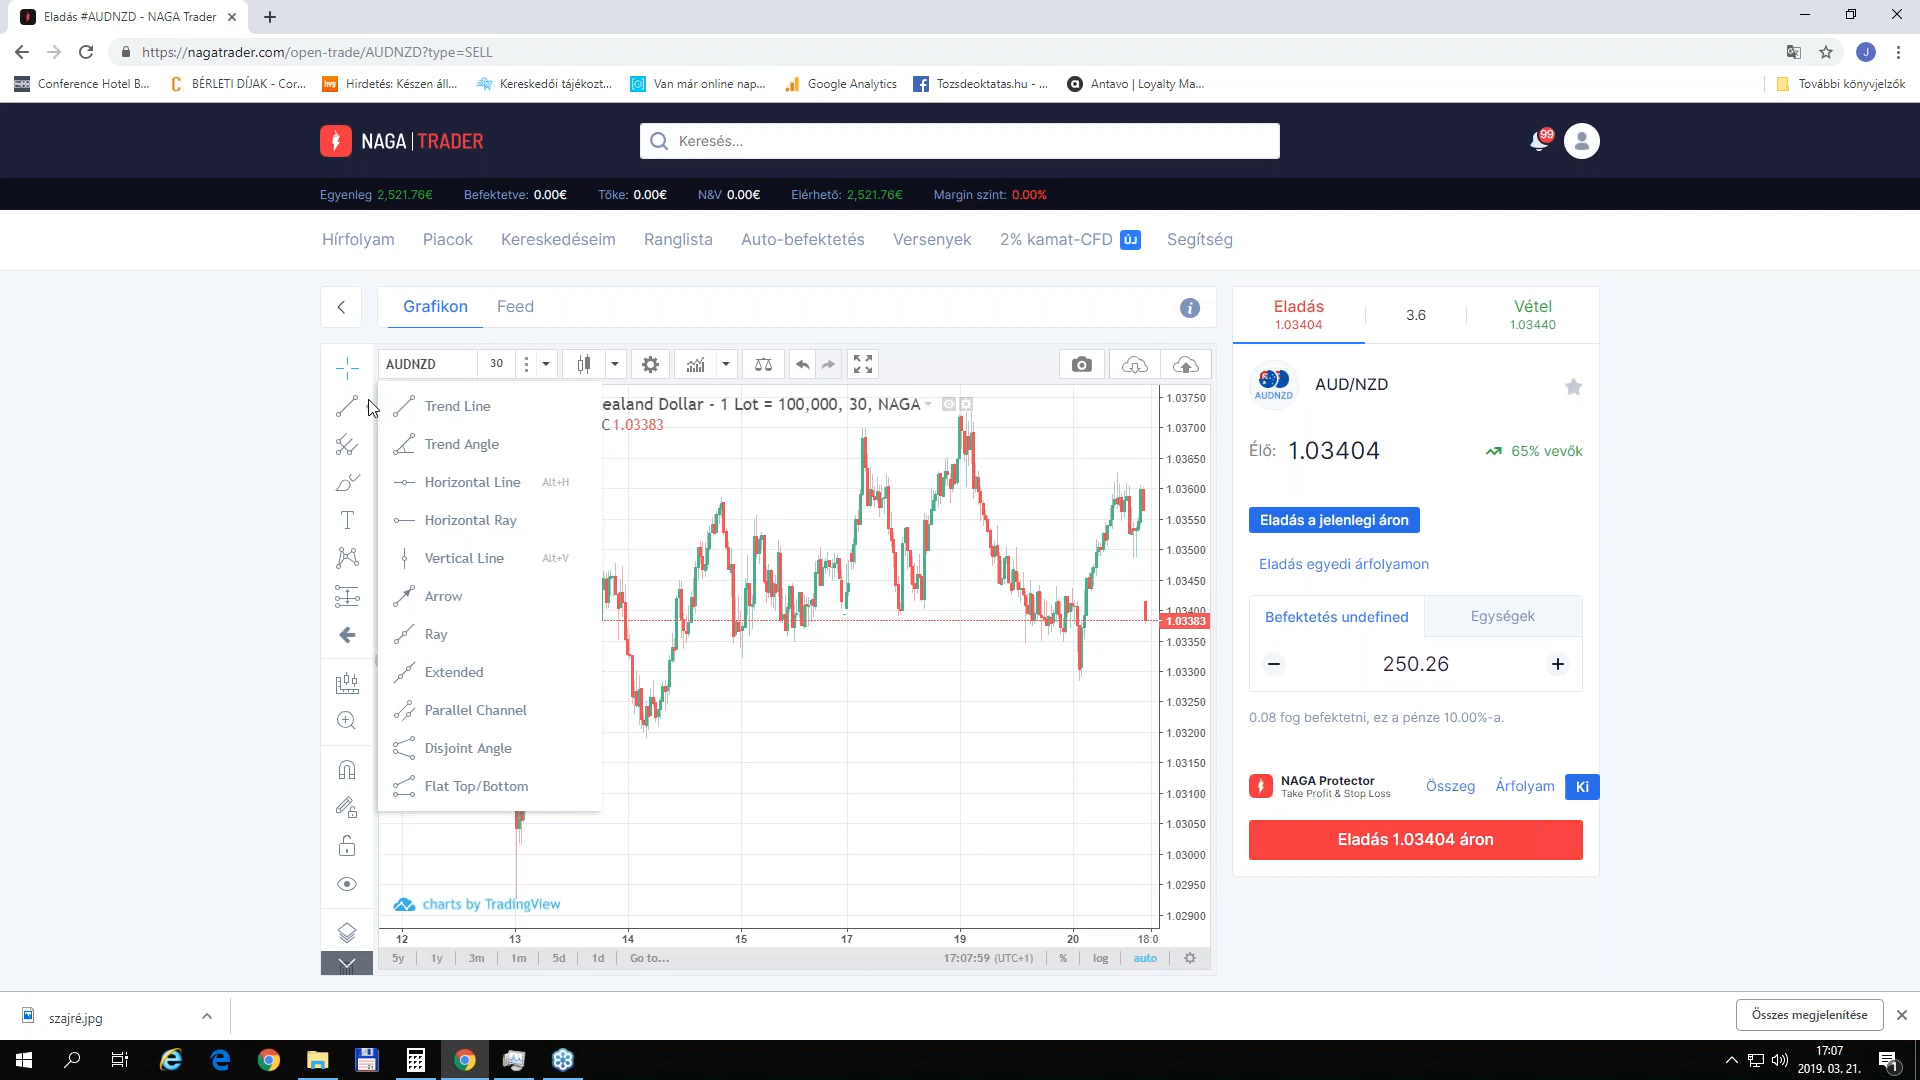 Eladás #AUDNZD - NAGA Trader
https://nagatrader.com/open-trade/AUDNZD?type=SELL
Conference Hotel B...
BÉRLETI DÍJAK - Cor...
Hirdetés: Készen áll...
Kereskedői tájékozt...
Van már online nap...
Google Analytics
Tozsdeoktatas.hu - ...
Antavo | Loyalty Ma...
További könyvjelzők
NAGA | TRADER
Keresés...
99
Egyenleg 2,521.76€
Befektetve: 0.00€
Tőke: 0.00€
N&V 0.00€
Elérhető: 2,521.76€
Margin szint: 0.00%
Hírfolyam
Piacok
Kereskedéseim
Ranglista
Auto-befektetés
Versenyek
2% kamat-CFD ÚJ
Segítség
Grafikon
Feed
AUDNZD
30
ealand Dollar - 1 Lot = 100,000, 30, NAGA
C1.03383
Trend Line
Trend Angle
Horizontal Line Alt+H
Horizontal Ray
Vertical Line Alt+V
Arrow
Ray
Extended
Parallel Channel
Disjoint Angle
Flat Top/Bottom
1.03750
1.03700
1.03650
1.03600
1.03550
1.03500
1.03450
1.03400
1.03383
1.03350
1.03300
1.03250
1.03200
1.03150
1.03100
1.03050
1.03000
1.02950
1.02900
charts by TradingView
12
13
14
15
17
19
20
18:0
5y
1y
3m
1m
5d
1d
Go to...
17:07:59 (UTC+1)
%
log
auto
Eladás
1.03404
3.6
Vétel
1.03440
AUDNZD
AUD/NZD
Élő: 1.03404
65% vevők
Eladás a jelenlegi áron
Eladás egyedi árfolyamon
Befektetés undefined
Egységek
250.26
0.08 fog befektetni, ez a pénze 10.00%-a.
NAGA Protector
Take Profit & Stop Loss
Összeg
Árfolyam
Ki
Eladás 1.03404 áron
szajré.jpg
Összes megjelenítése
17:07
2019. 03. 21.
1